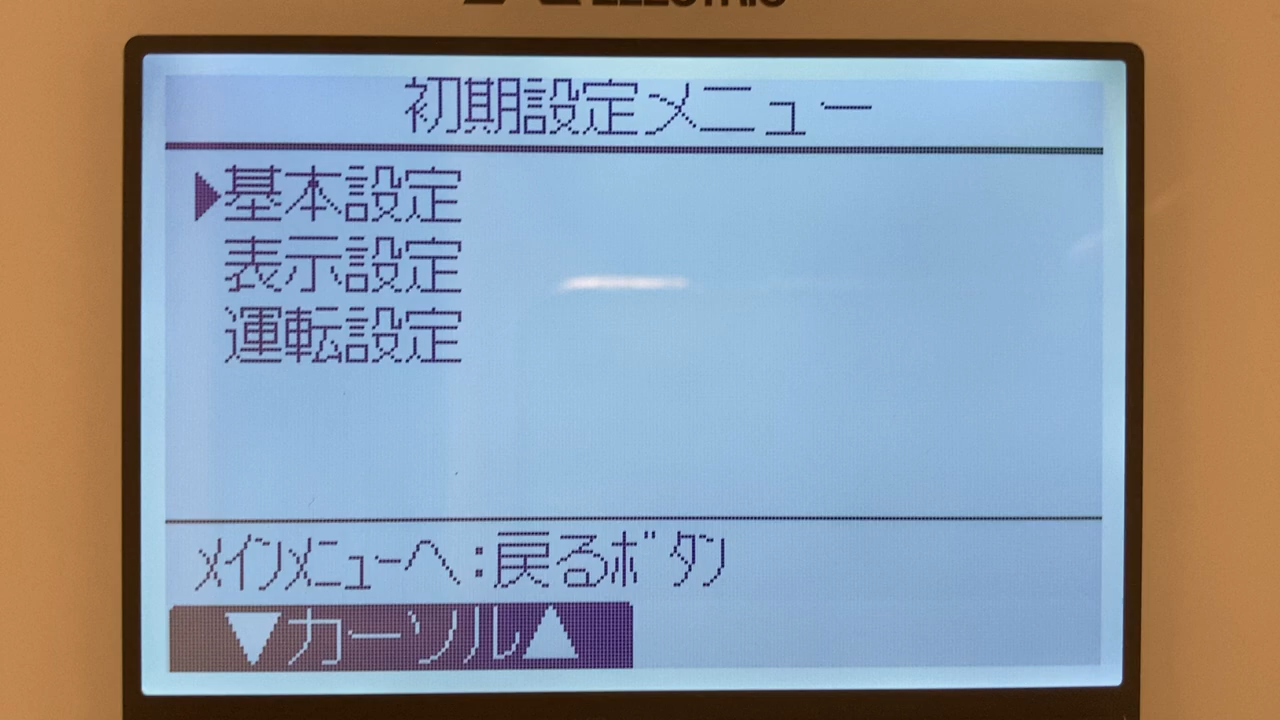 初期設定メニュー
▶基本設定
表示設定
運転設定
ﾒｲﾝﾒﾆｭｰへ:戻るﾎﾞﾀﾝ
▼カーソル▲